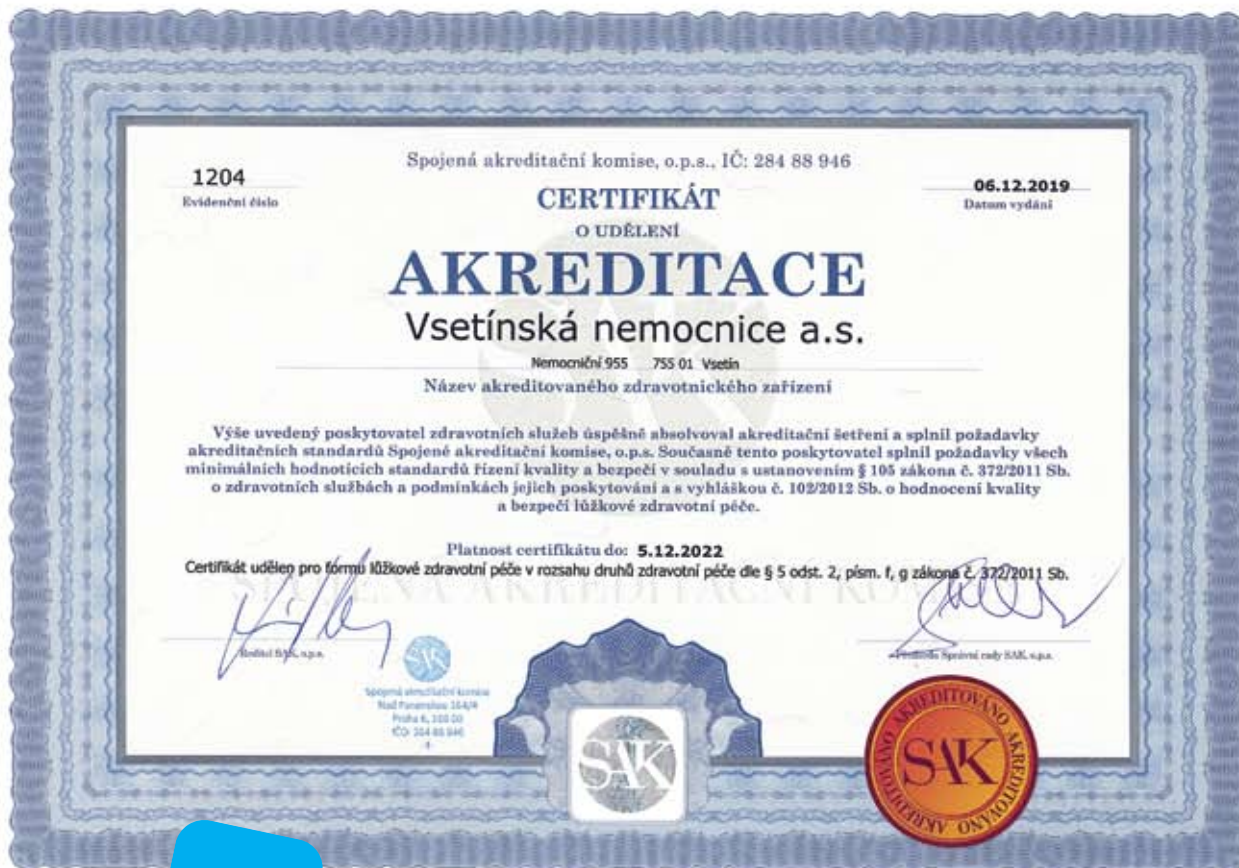 1204
Evidenční číslo
Spojená akreditační komise, o.p.s., IČ: 284 88 946
06.12.2019
Datum vydání
CERTIFIKÁT
O UDĚLENÍ
AKREDITACE
Vsetínská nemocnice a.s.
Nemocniční 955 755 01 Vsetín
Název akreditovaného zdravotnického zařízení
Výše uvedený poskytovatel zdravotních služeb úspěšně absolvoval akreditační šetření a splnil požadavky
akreditačních standardů Spojené akreditační komise, o.p.s. Současně tento poskytovatel splnil požadavky všech
minimálních hodnotících standardů řízení kvality a bezpečí v souladu s ustanovením § 105 zákona č. 372/2011 Sb.
o zdravotních službách a podmínkách jejich poskytování a s vyhláškou č. 102/2012 Sb. o hodnocení kvality
a bezpečí lůžkové zdravotní péče.
Platnost certifikátu do: 5.12.2022
Certifikát udělen pro formu lůžkové zdravotní péče v rozsahu druhů zdravotní péče dle § 5 odst. 2, písm. f, g zákona č. 372/2011 Sb.
Ředitel SAK, o.p.s.
Předseda Správní rady SAK, o.p.s.
SAK
Spojená akreditační komise
Praha 6
SAK
AKREDITOVÁNO AKREDITOVÁNO AKREDITOVÁNO
SAK